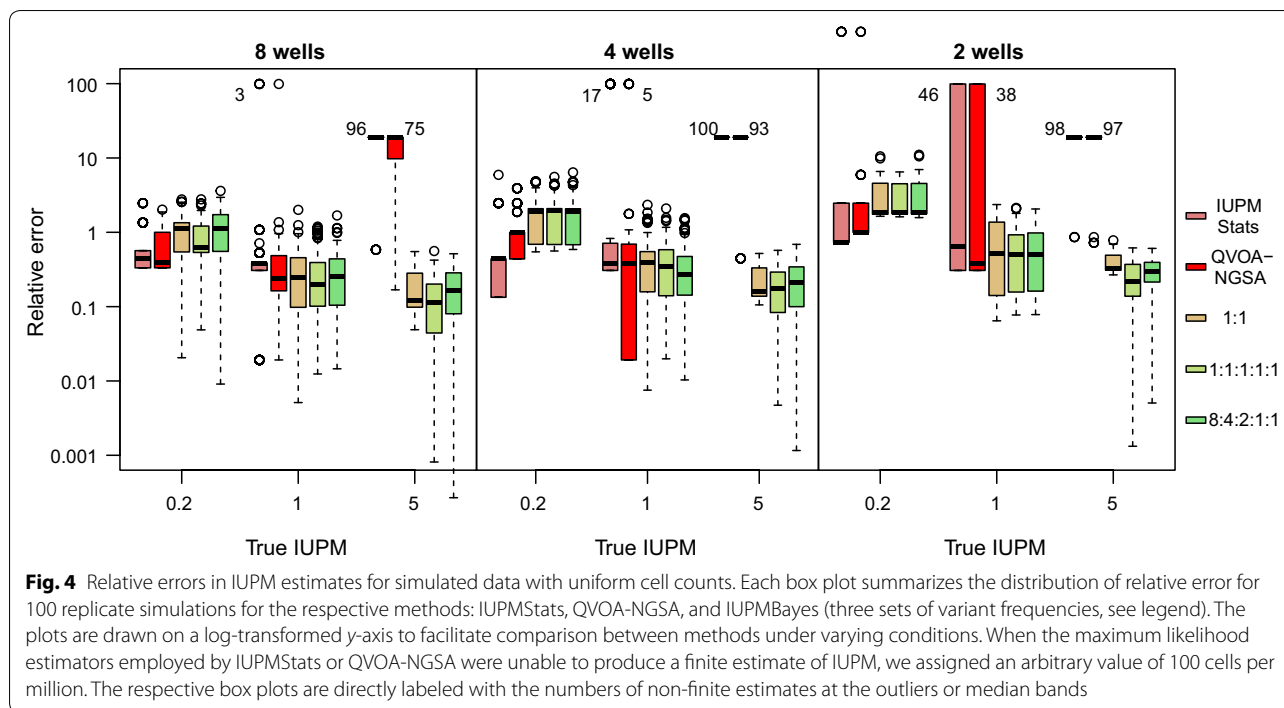 8 wells 4 wells 2 wells
100
10
1
0.1
0.01
0.001
Relative error
3
96 75
17 5
100 93
46 38
98 97
IUPM
Stats
QVOA−
NGSA
1:1
1:1:1:1:1
8:4:2:1:1
0.2 1 5 0.2 1 5 0.2 1 5
True IUPM True IUPM True IUPM
Fig. 4 Relative errors in IUPM estimates for simulated data with uniform cell counts. Each box plot summarizes the distribution of relative error for
100 replicate simulations for the respective methods: IUPMStats, QVOA-NGSA, and IUPMBayes (three sets of variant frequencies, see legend). The
plots are drawn on a log-transformed y-axis to facilitate comparison between methods under varying conditions. When the maximum likelihood
estimators employed by IUPMStats or QVOA-NGSA were unable to produce a finite estimate of IUPM, we assigned an arbitrary value of 100 cells per
million. The respective box plots are directly labeled with the numbers of non-finite estimates at the outliers or median bands